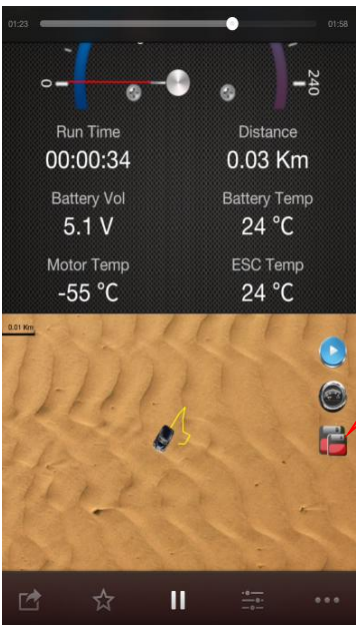 01:23 01:58
0 240
Run Time Distance
00:00:34 0.03 Km
Battery Vol Battery Temp
5.1 V 24 °C
Motor Temp ESC Temp
-55 °C 24 °C
0.01 Km